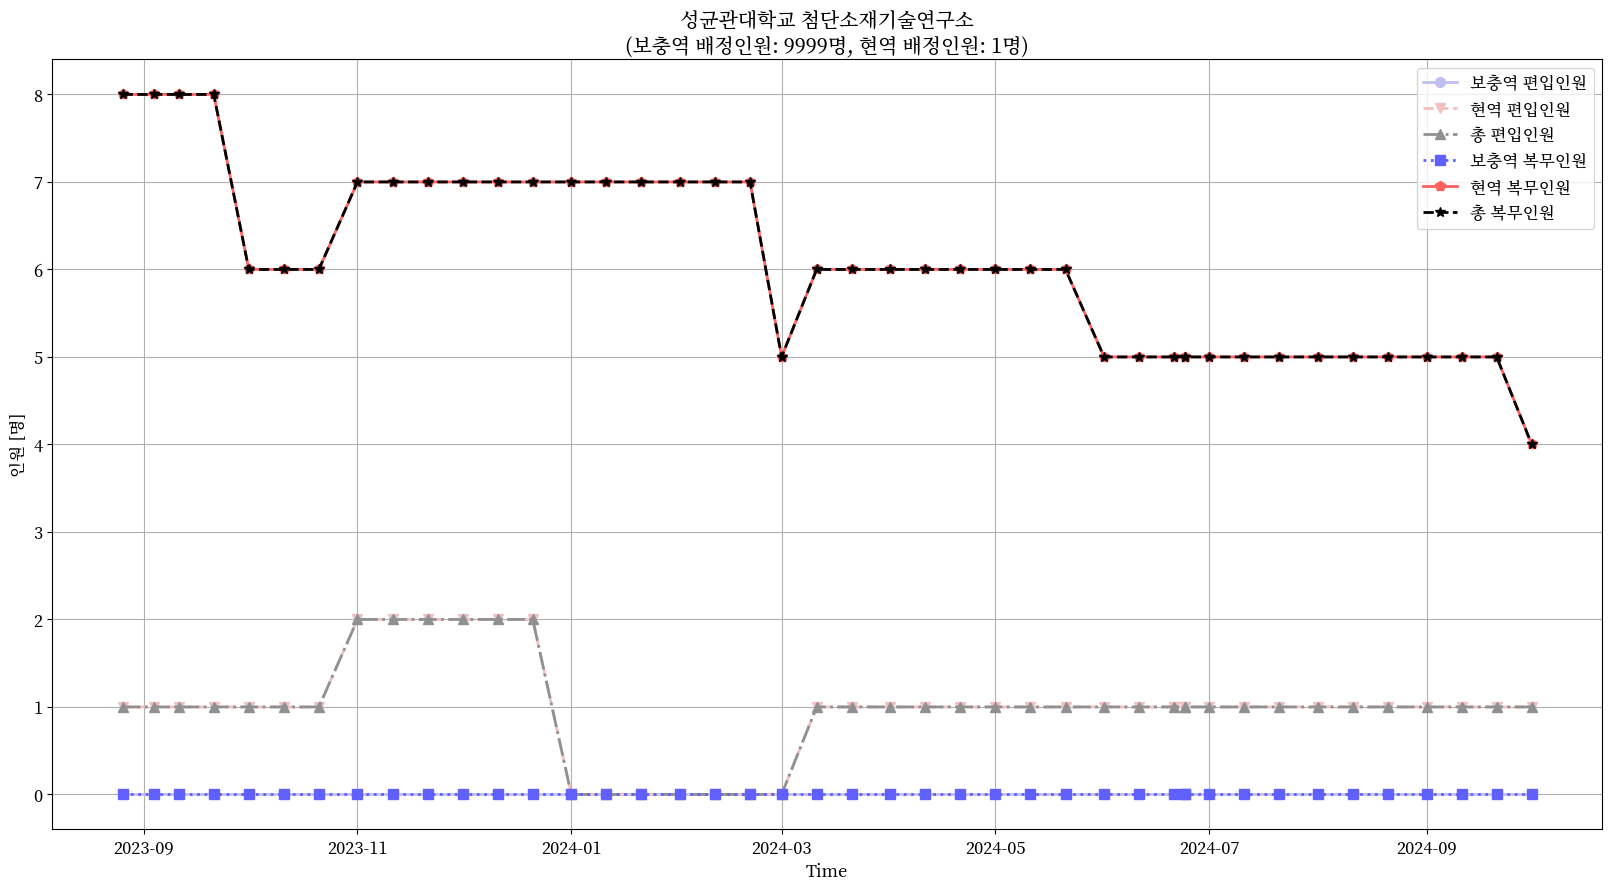 성균관대학교 첨단소재기술연구소
(보충역 배정인원: 9999명, 현역 배정인원: 1명)
보충역 편입인원
현역 편입인원
총 편입인원
보충역 복무인원
현역 복무인원
총 복무인원
인원 [명]
8
7
6
5
4
3
2
1
0
2023-09
2023-11
2024-01
2024-03
2024-05
2024-07
2024-09
Time